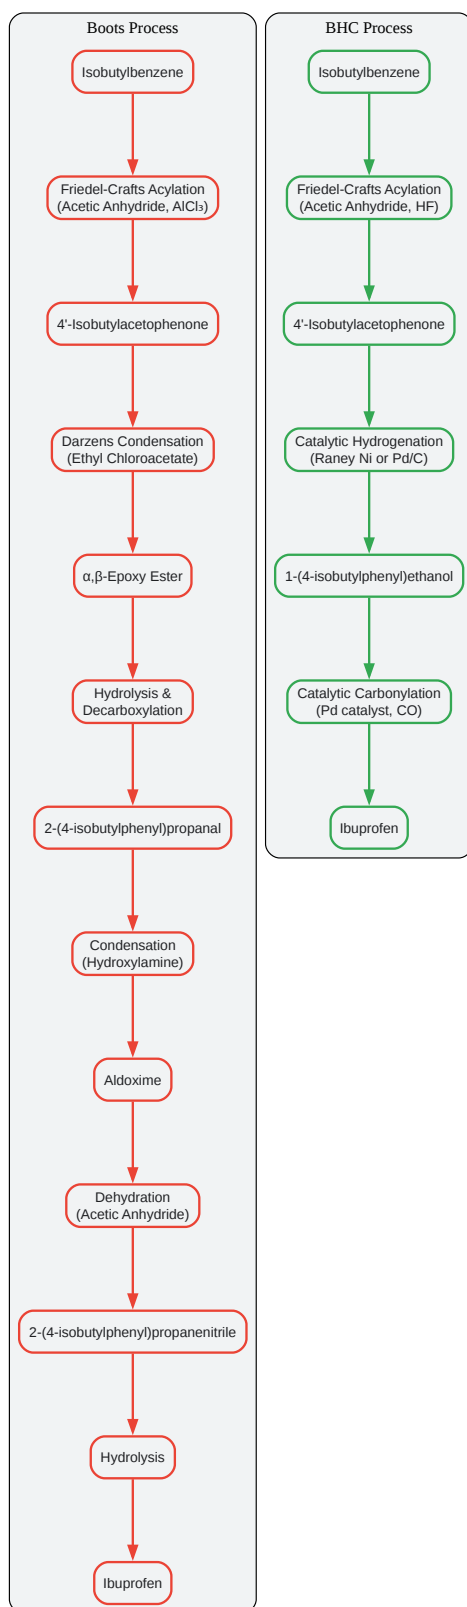 Boots Process
Isobutylbenzene
Friedel-Crafts Acylation
(Acetic Anhydride, AlCl₃)
4'-Isobutylacetophenone
Darzens Condensation
(Ethyl Chloroacetate)
α,β-Epoxy Ester
Hydrolysis &
Decarboxylation
2-(4-isobutylphenyl)propanal
Condensation
(Hydroxylamine)
Aldoxime
Dehydration
(Acetic Anhydride)
2-(4-isobutylphenyl)propanenitrile
Hydrolysis
Ibuprofen
BHC Process
Isobutylbenzene
Friedel-Crafts Acylation
(Acetic Anhydride, HF)
4'-Isobutylacetophenone
Catalytic Hydrogenation
(Raney Ni or Pd/C)
1-(4-isobutylphenyl)ethanol
Catalytic Carbonylation
(Pd catalyst, CO)
Ibuprofen